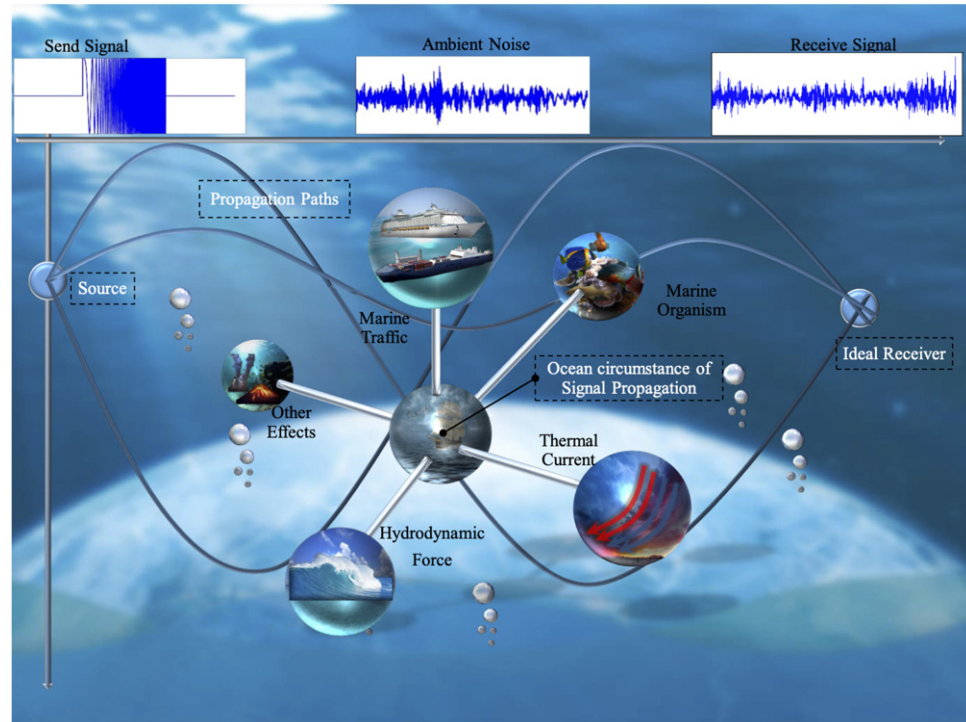 Send Signal
Ambient Noise
Receive Signal
Propagation Paths
Source
Marine
Traffic
Marine
Organism
Ideal Receiver
Ocean circumstance of
Signal Propagation
Other
Effects
Thermal
Current
Hydrodynamic
Force